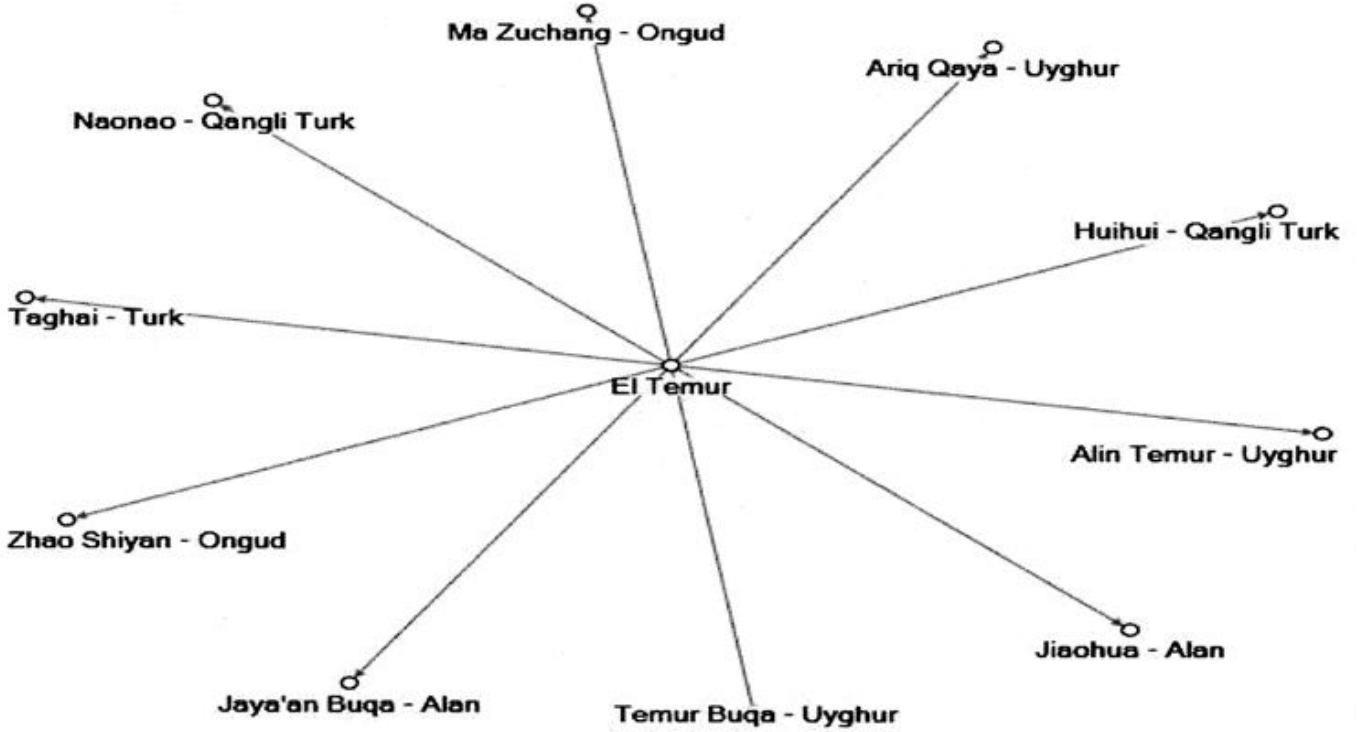 Ma Zuchang - Ongud
Ariq Qaya - Uyghur
Naonao - Qangli Turk
Huihui - Qangli Turk
Taghai - Turk
El Temur
Alin Temur - Uyghur
Zhao Shiyan - Ongud
Jiaohua - Alan
Jaya'an Buqa - Alan
Temur Buqa - Uyghur